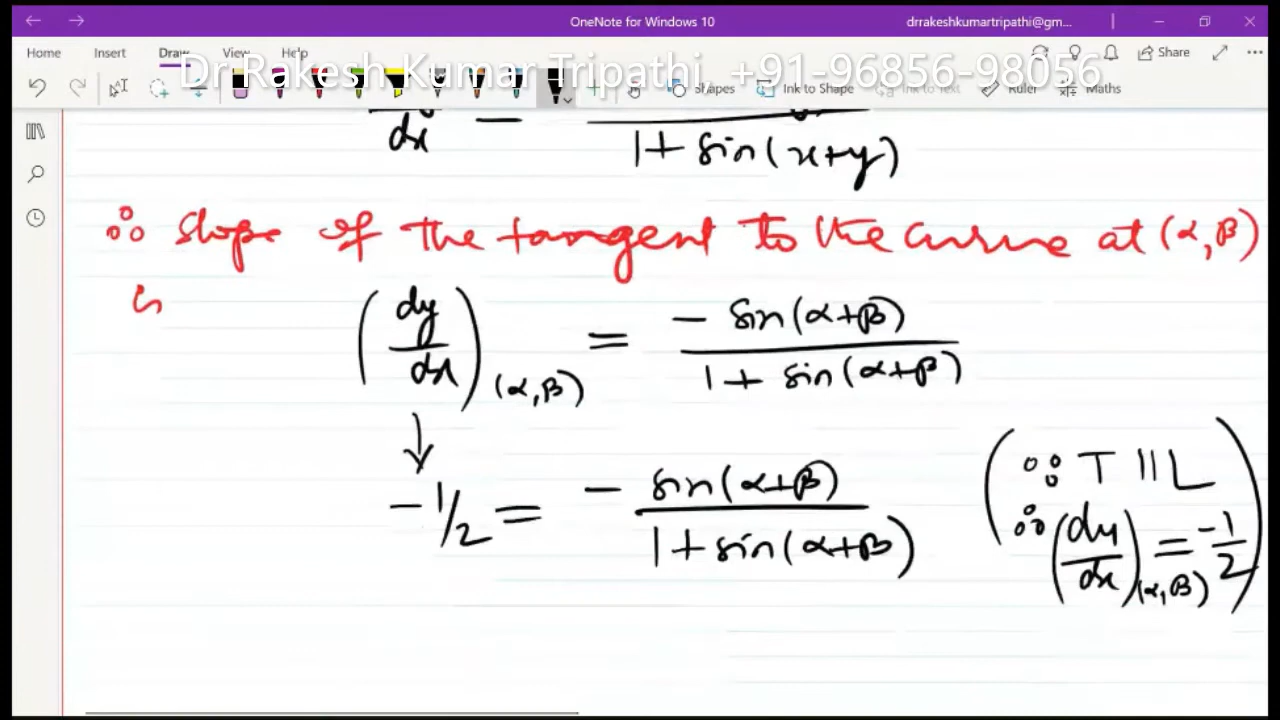 OneNote for Windows 10
drrakeshkumartripathi@gm...
Home Insert Draw View Help
Share
Dr Rakesh Kumar Tripathi +91-96856-98056
Shapes Ink to Shape Ink to Text Ruler Maths
dx = 1 + sin(x+y)
∴ slope of the tangent to the curve at (α, β)
is
(dy/dx)(α,β) = - sin(α+β) / 1 + sin(α+β)
↓
-1/2 = - sin(α+β) / 1 + sin(α+β)
(∵ T || L
∴ (dy/dx)(α,β) = -1/2)